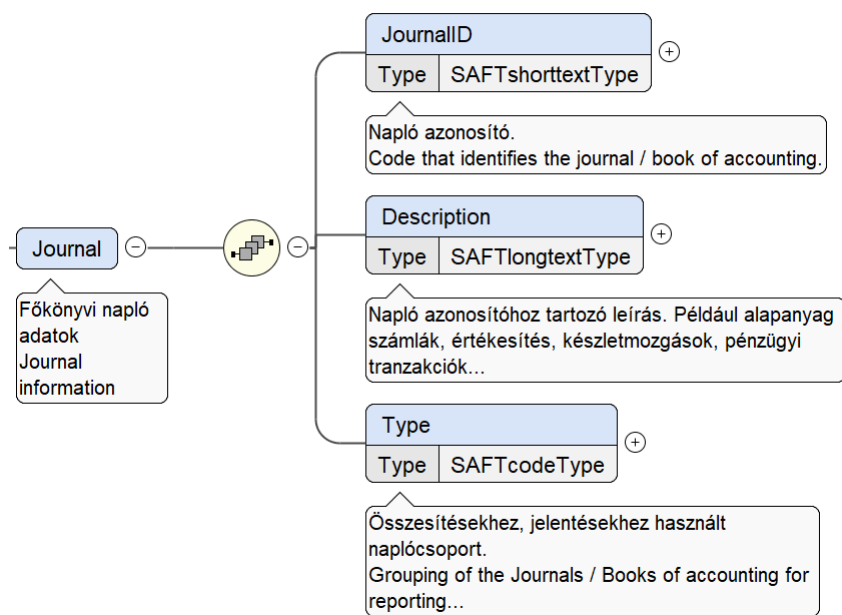 JournalID
Type SAFTshorttextType
Napló azonosító.
Code that identifies the journal / book of accounting.
Journal
Főkönyvi napló
adatok
Journal
information
Description
Type SAFTlongtextType
Napló azonosítóhoz tartozó leírás. Például alapanyag
számlák, értékesítés, készletmozgások, pénzügyi
tranzakciók...
Type
Type SAFTcodeType
Összesítésekhez, jelentésekhez használt
naplócsoport.
Grouping of the Journals / Books of accounting for
reporting...